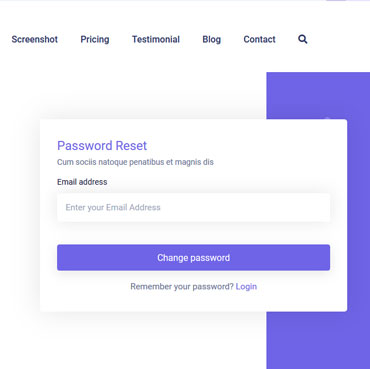 Screenshot Pricing Testimonial Blog Contact
Password Reset
Cum sociis natoque penatibus et magnis dis
Email address
Enter your Email Address
Change password
Remember your password? Login